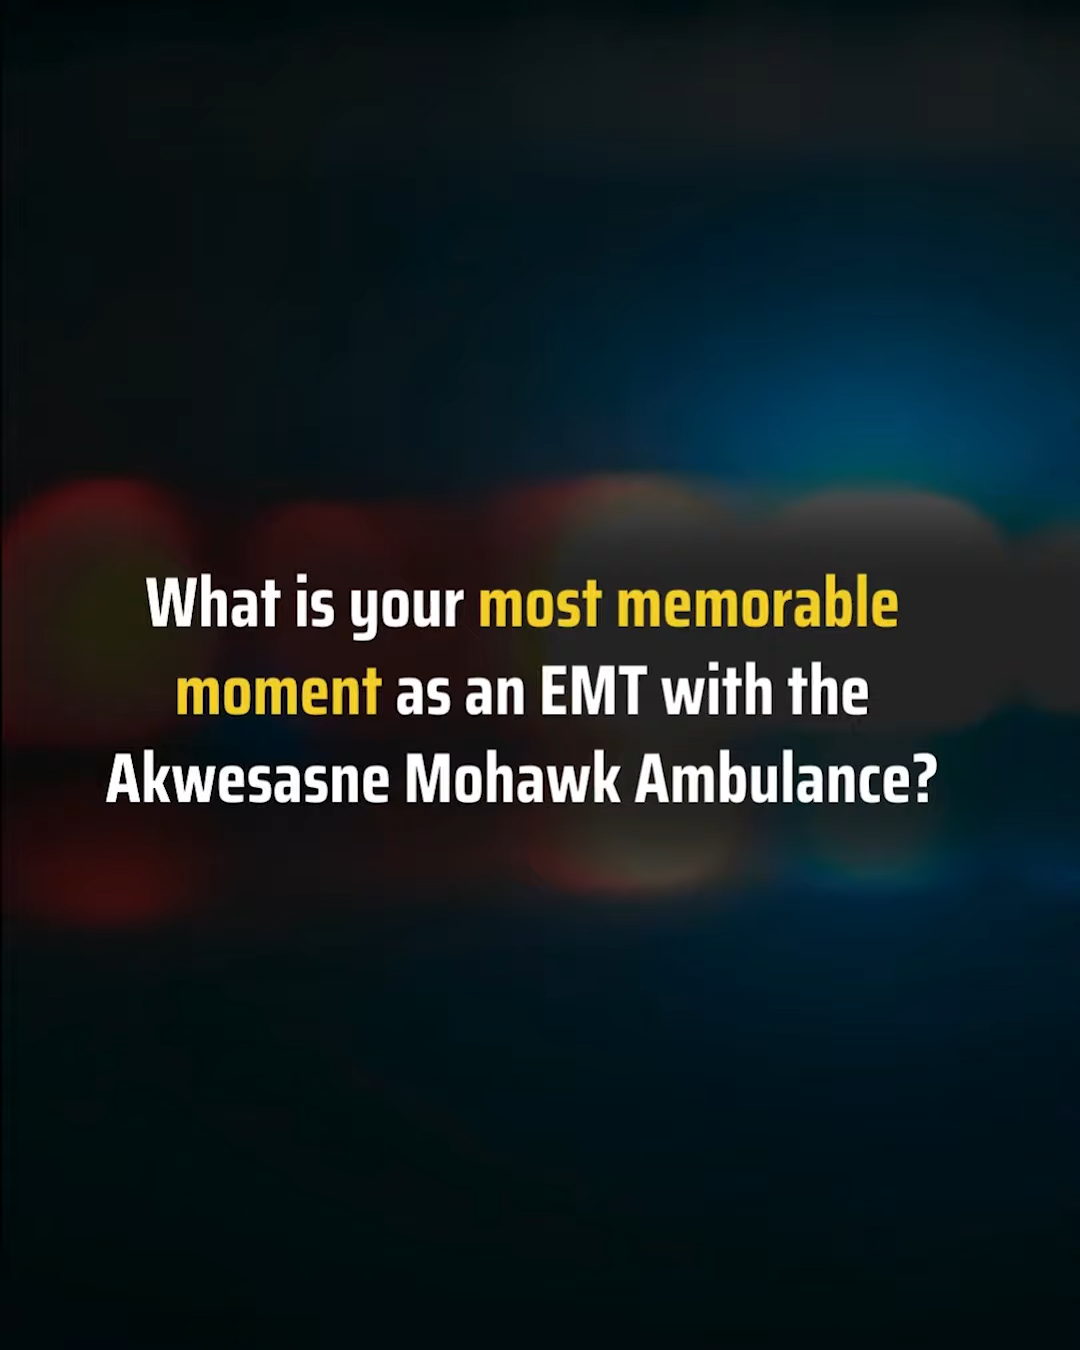 What is your most memorable
moment as an EMT with the
Akwesasne Mohawk Ambulance?